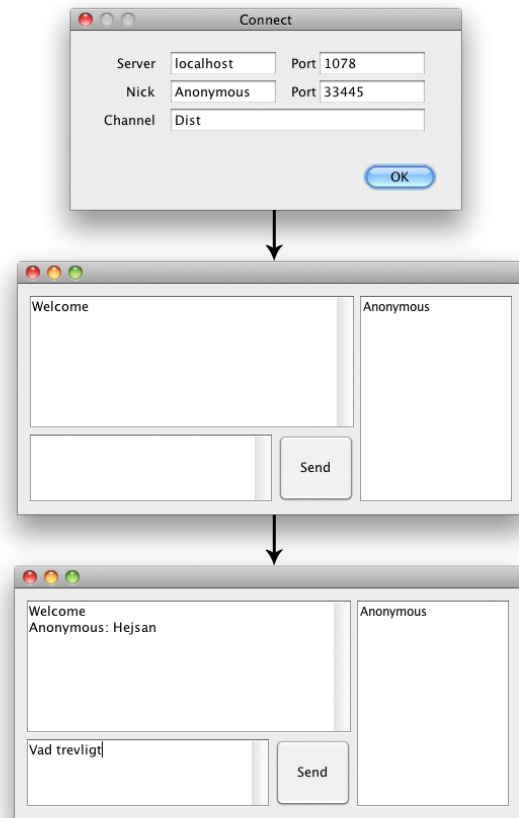 Connect
Server localhost Port 1078
Nick Anonymous Port 33445
Channel Dist
OK
Welcome
Anonymous
Send
Welcome
Anonymous: Hejsan
Anonymous
Vad trevligt
Send